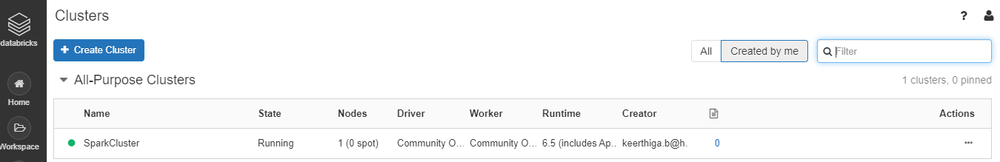 Clusters
?
databricks
+ Create Cluster
All
Created by me
Filter
All-Purpose Clusters
1 clusters, 0 pinned
Home
Name State Nodes Driver Worker Runtime Creator Actions
Workspace
SparkCluster Running 1 (0 spot) Community O... Community O... 6.5 (includes Ap... keerthiga.b@h. 0 ...